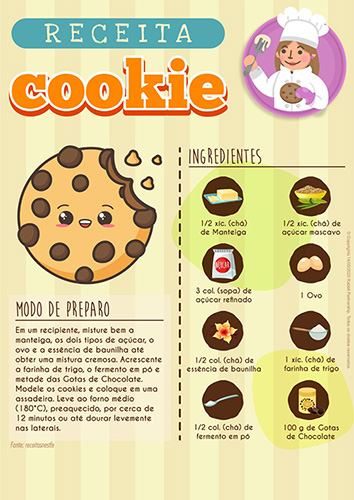 RECEITA
cookie
INGREDIENTES
1/2 xíc. (chá)
de Manteiga
1/2 xíc. (chá) de
açúcar mascavo
AÇÚCAR
3 col. (sopa) de
açúcar refinado
1 Ovo
1/2 col. (chá) de
essência de baunilha
1 xíc. (chá) de
farinha de trigo
1/2 col. (chá) de
fermento em pó
100 g de Gotas
de Chocolate
MODO DE PREPARO
Em um recipiente, misture bem a
manteiga, os dois tipos de açúcar, o
ovo e a essência de baunilha até
obter uma mistura cremosa. Acrescente
a farinha de trigo, o fermento em pó e
metade das Gotas de Chocolate.
Modele os cookies e coloque em uma
assadeira. Leve ao forno médio
(180°C), preaquecido, por cerca de
12 minutos ou até dourar levemente
nas laterais.
Fonte: receitasnestle